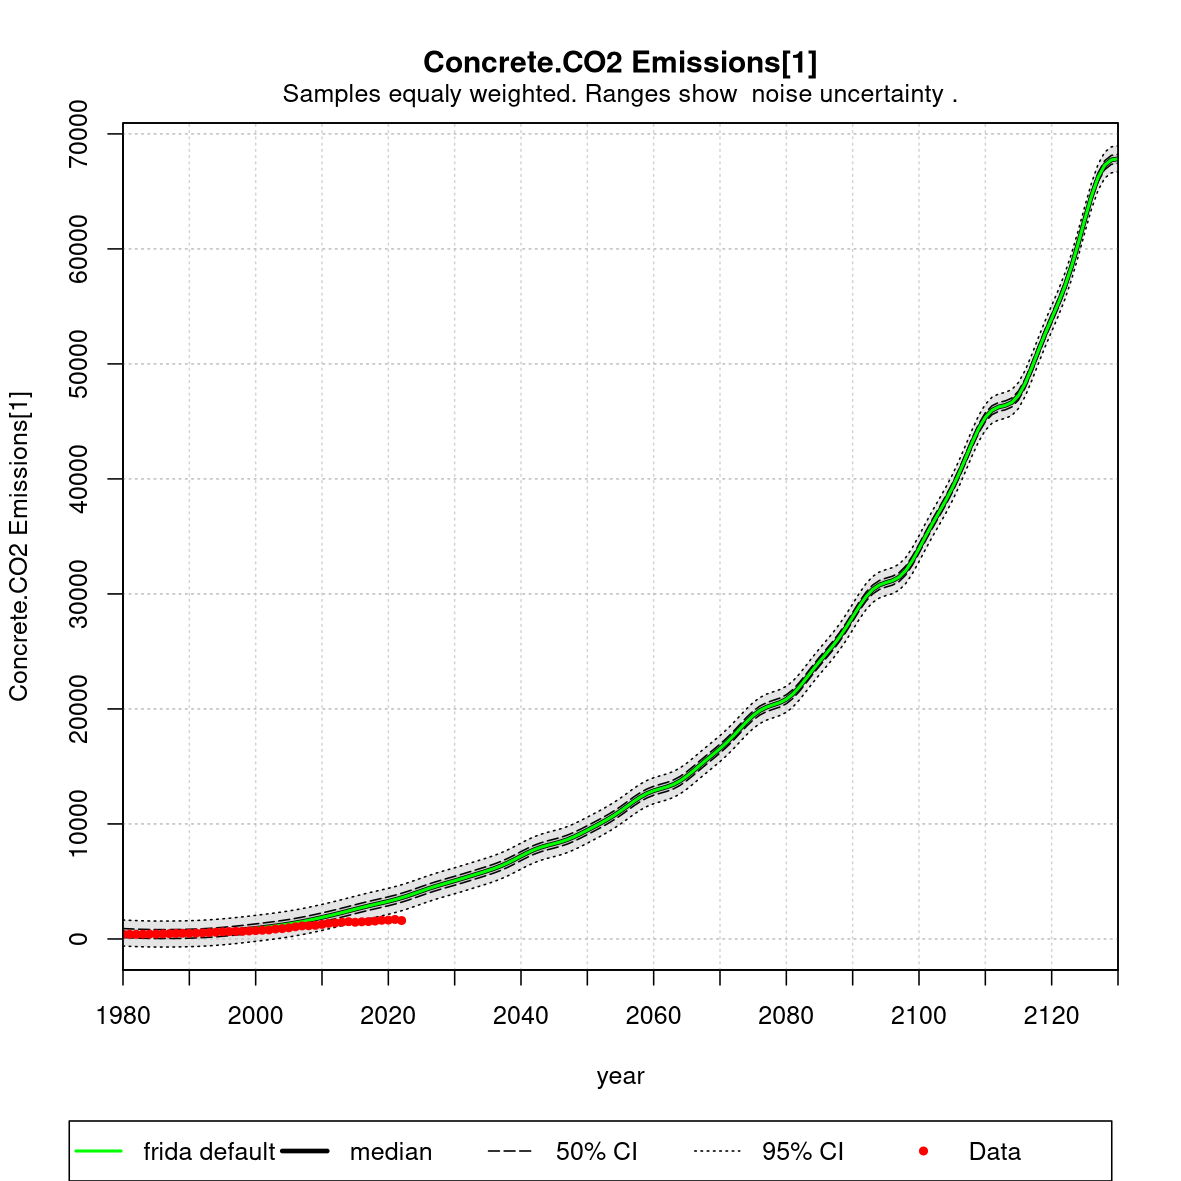 Concrete.CO2 Emissions[1]
Samples equaly weighted. Ranges show  noise uncertainty .
Concrete.CO2 Emissions[1]
70000
60000
50000
40000
30000
20000
10000
0
1980 2000 2020 2040 2060 2080 2100 2120
year
frida default median 50% CI 95% CI Data